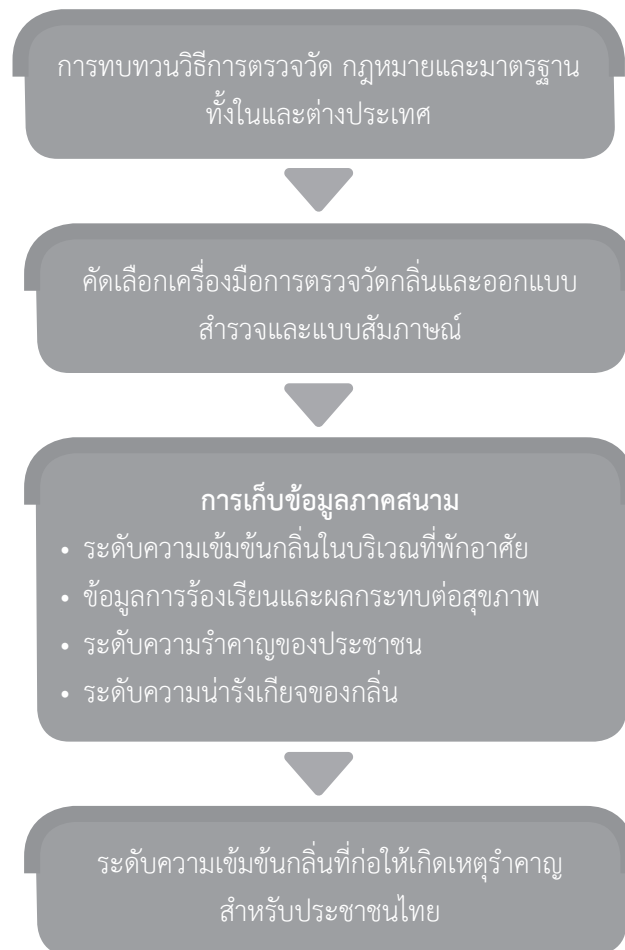 การทบทวนวิธีการตรวจวัด กฎหมายและมาตรฐาน
ทั้งในและต่างประเทศ
คัดเลือกเครื่องมือการตรวจวัดกลิ่นและออกแบบ
สำรวจและแบบสัมภาษณ์
การเก็บข้อมูลภาคสนาม
• ระดับความเข้มข้นกลิ่นในบริเวณที่พักอาศัย
• ข้อมูลการร้องเรียนและผลกระทบต่อสุขภาพ
• ระดับความรำคาญของประชาชน
• ระดับความน่ารังเกียจของกลิ่น
ระดับความเข้มข้นกลิ่นที่ก่อให้เกิดเหตุรำคาญ
สำหรับประชาชนไทย